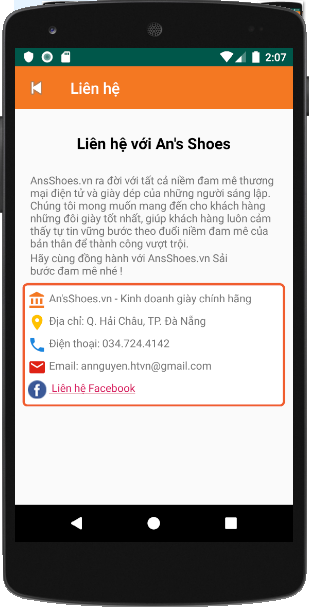 2:07
Liên hệ
Liên hệ với An's Shoes
AnsShoes.vn ra đời với tất cả niềm đam mê thương
mại điện tử và giày dép của những người sáng lập.
Chúng tôi mong muốn mang đến cho khách hàng
những đôi giày tốt nhất, giúp khách hàng luôn cảm
thấy tự tin vững bước theo đuổi niềm đam mê của
bản thân để thành công vượt trội.
Hãy cùng đồng hành với AnsShoes.vn Sải
bước đam mê nhé !
An'sShoes.vn - Kinh doanh giày chính hãng
Địa chỉ: Q. Hải Châu, TP. Đà Nẵng
Điện thoại: 034.724.4142
Email: annguyen.htvn@gmail.com
Liên hệ Facebook